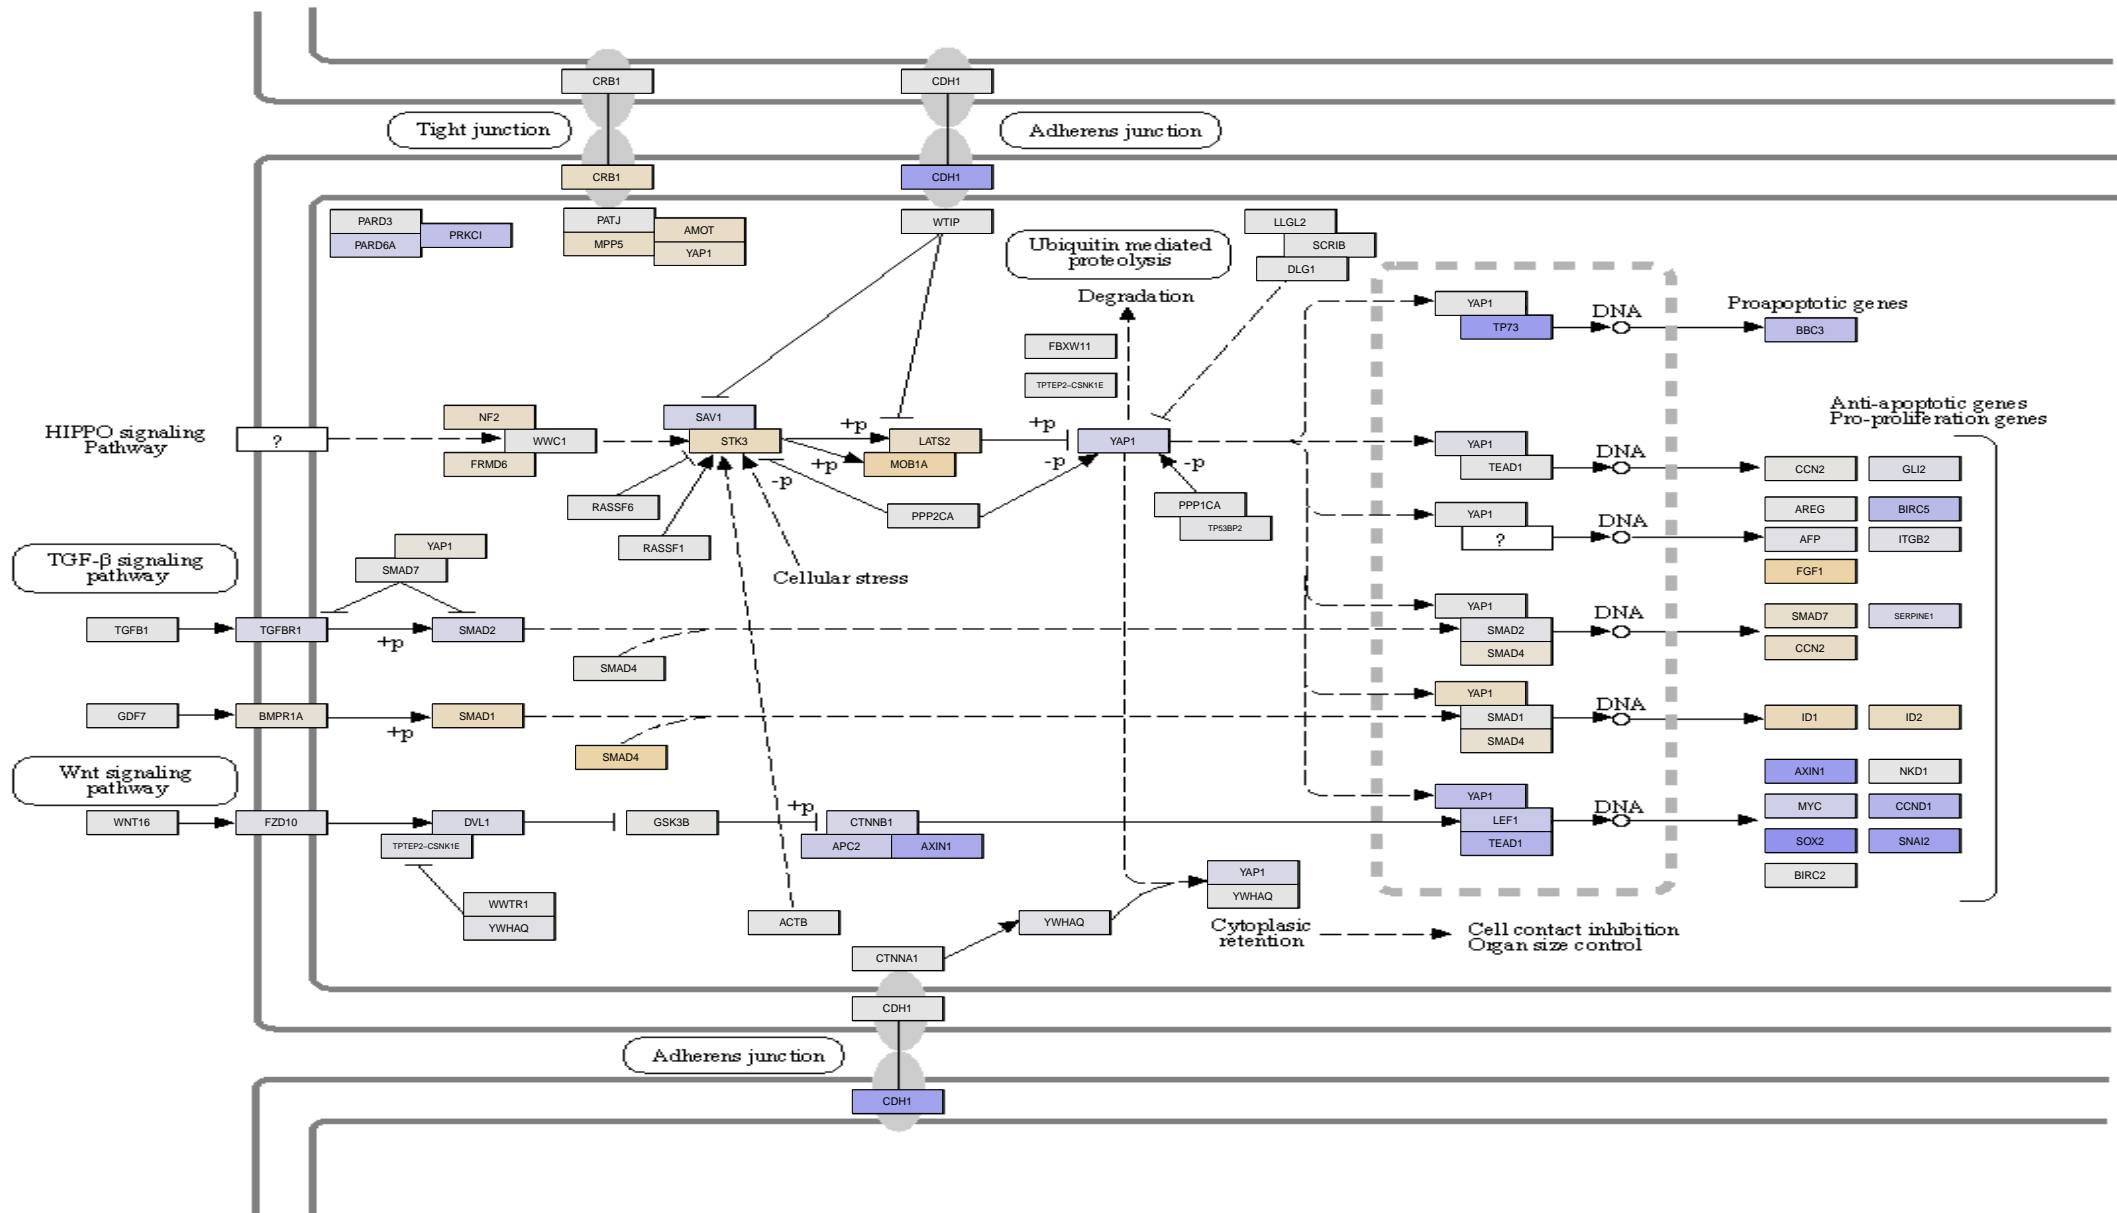 CRB1
CDH1
Tight junction
Adherens junction
CRB1
CDH1
PARD3
PARD6A
PRKCI
PATJ
MPP5
AMOT
YAP1
WTIP
Ubiquitin mediated
proteolysis
LLGL2
SCRIB
DLG1
Degradation
FBXW11
TPTEP2-CSNK1E
YAP1
TP73
DNA
Proapoptotic genes
BBC3
Anti-apoptotic genes
Pro-proliferation genes
HIPPO signaling
Pathway
?
NF2
WWC1
FRMD6
SAV1
STK3
+p
+p
-p
LATS2
MOB1A
+p
-p
YAP1
-p
RASSF6
RASSF1
PPP2CA
PPP1CA
TP53BP2
Cellular stress
YAP1
TEAD1
DNA
CCN2
GLI2
YAP1
?
DNA
AREG
BIRC5
AFP
ITGB2
FGF1
TGF-β signaling
pathway
YAP1
SMAD7
TGFB1
TGFBR1
+p
SMAD2
SMAD4
YAP1
SMAD2
SMAD4
DNA
SMAD7
SERPINE1
CCN2
GDF7
BMPR1A
+p
SMAD1
SMAD4
YAP1
SMAD1
SMAD4
DNA
ID1
ID2
Wnt signaling
pathway
WNT16
FZD10
DVL1
TPTEP2-CSNK1E
GSK3B
+p
CTNNB1
APC2
AXIN1
YAP1
LEF1
TEAD1
DNA
AXIN1
NKD1
MYC
CCND1
SOX2
SNAI2
BIRC2
WWTR1
YWHAQ
ACTB
YWHAQ
YAP1
YWHAQ
Cytoplasic
retention
Cell contact inhibition
Organ size control
CTNNA1
CDH1
Adherens junction
CDH1